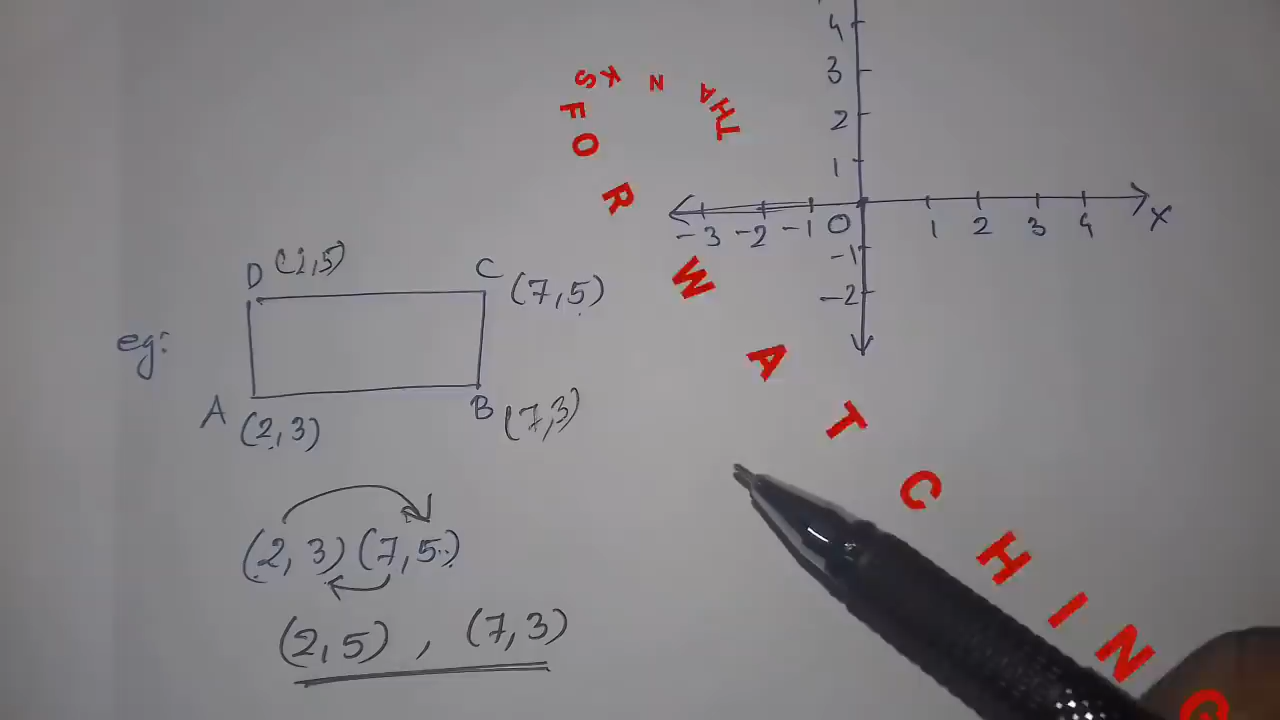 4
3
2
1
-3 -2 -1 0 1 2 3 4 X
-1
-2
THANKS FOR WATCHING
D (2,5) C (7,5)
eg:
A (2,3) B (7,3)
(2,3) (7,5)
(2,5) , (7,3)